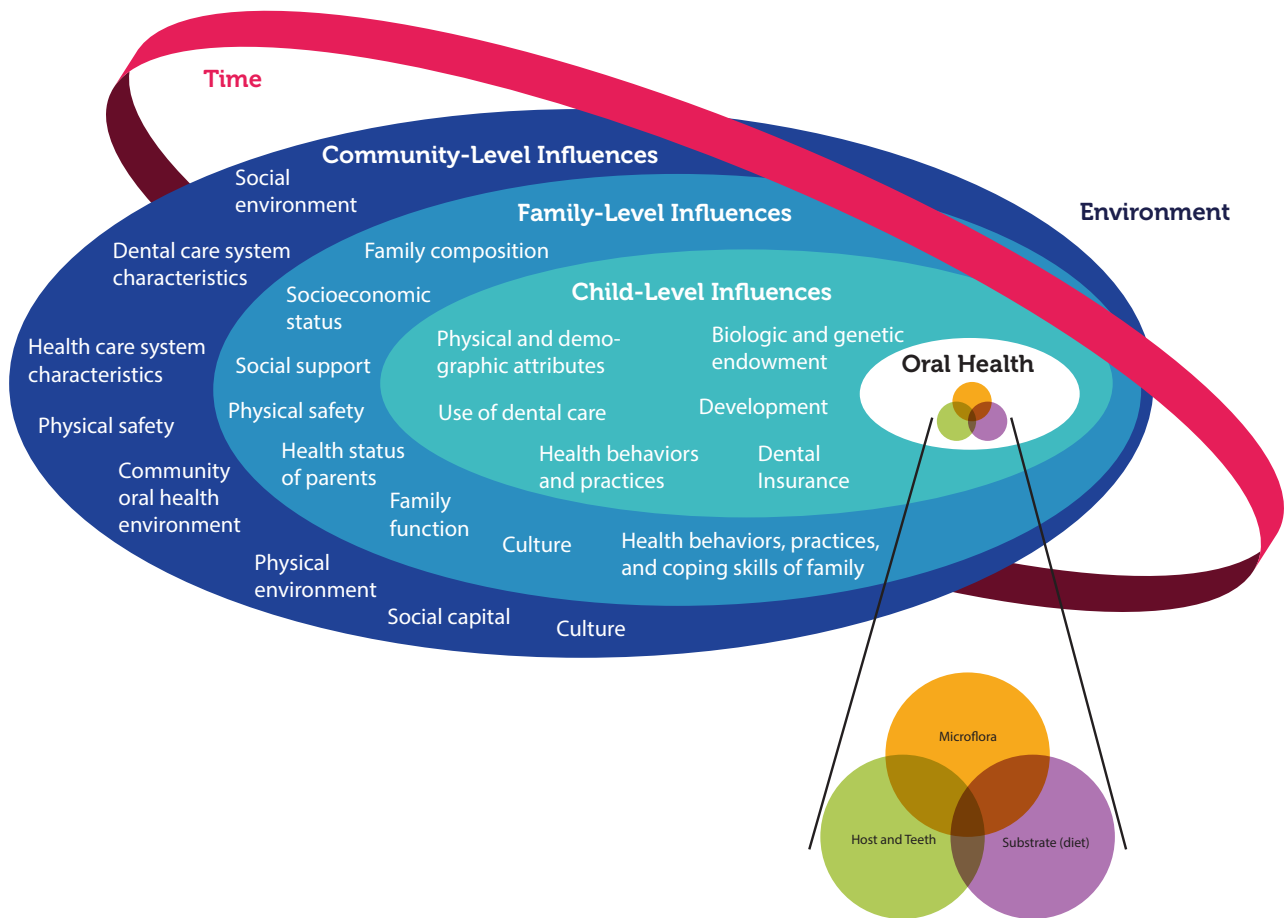 Time
Community-Level Influences
Social
environment
Dental care system
characteristics
Health care system
characteristics
Physical safety
Community
oral health
environment
Physical
environment
Social capital
Culture
Environment
Family-Level Influences
Family composition
Socioeconomic
status
Social support
Physical safety
Health status
of parents
Family
function
Culture
Health behaviors, practices,
and coping skills of family
Child-Level Influences
Physical and demo-
graphic attributes
Biologic and genetic
endowment
Use of dental care
Development
Health behaviors
and practices
Dental
Insurance
Oral Health
Microflora
Host and Teeth
Substrate (diet)